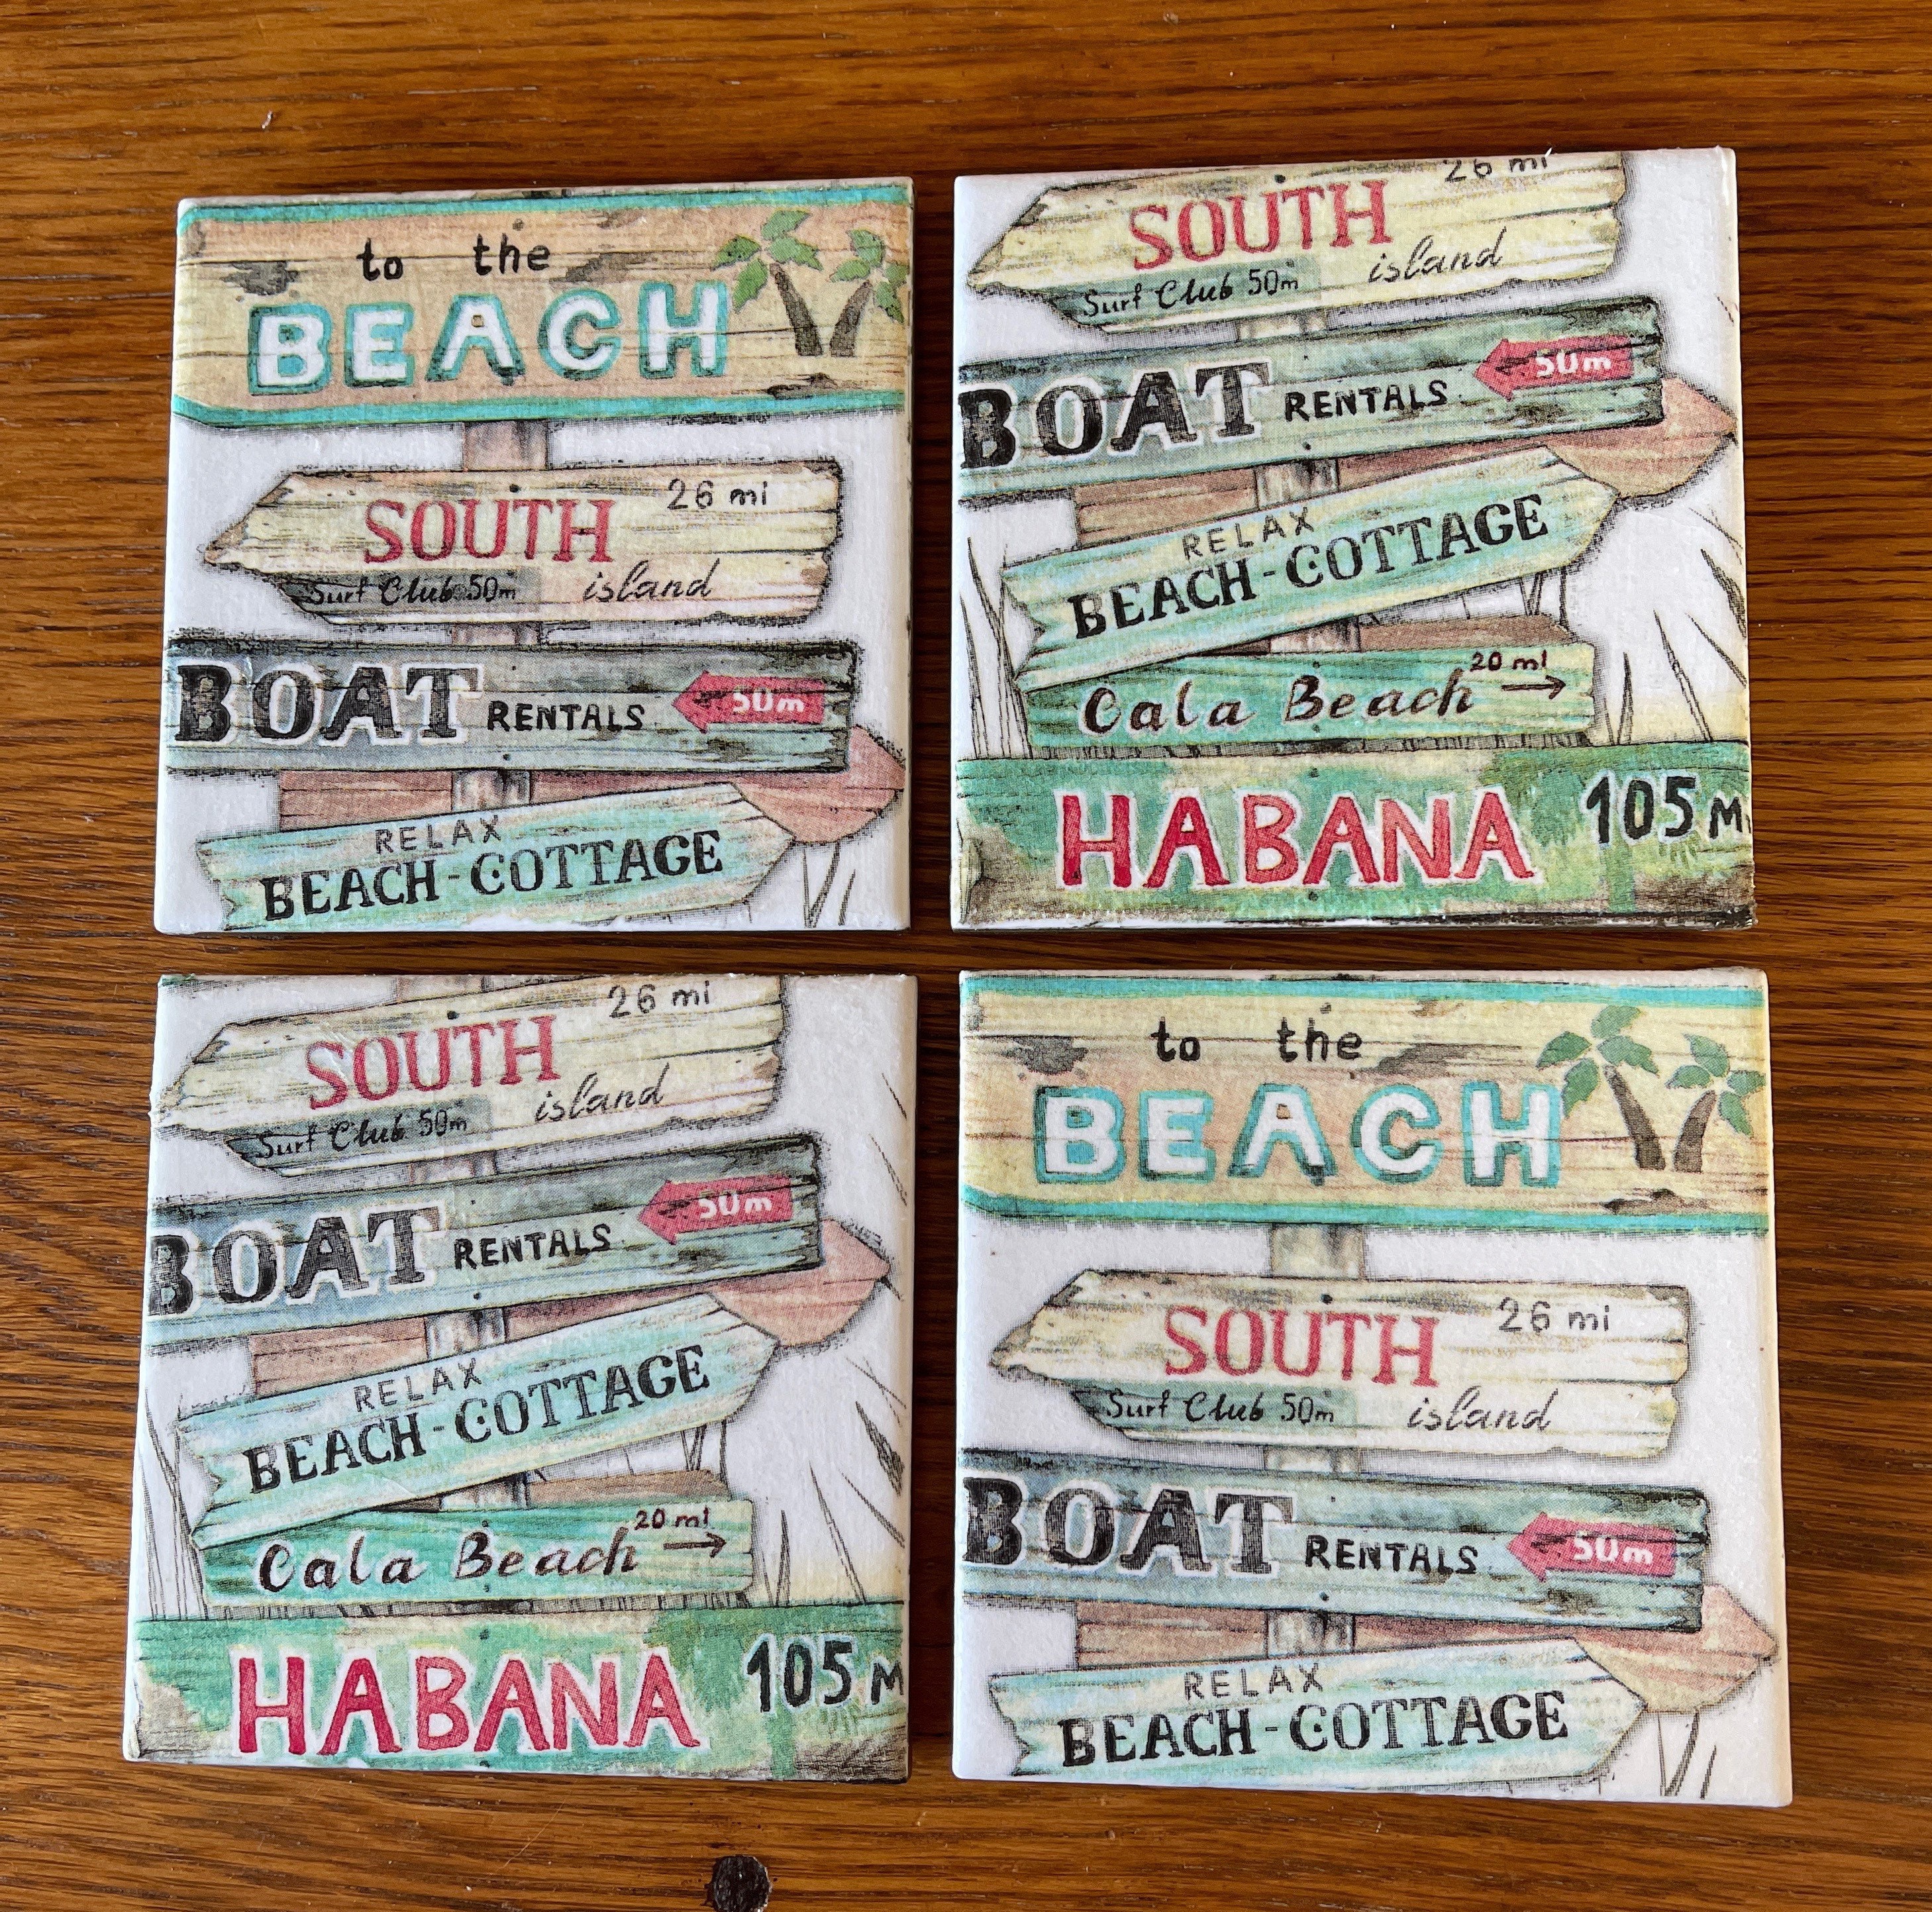 to the
BEACH
26 mi
SOUTH
Surf Club 50m island
BOAT RENTALS 50m
RELAX
BEACH-COTTAGE
26 mi
SOUTH
Surf Club 50m island
BOAT RENTALS 50m
RELAX
BEACH-COTTAGE
20 mi
Cala Beach
HABANA 105 Mi
26 mi
SOUTH
Surf Club 50m island
BOAT RENTALS 50m
RELAX
BEACH-COTTAGE
20 mi
Cala Beach
HABANA 105 M
to the
BEACH
SOUTH 26 mi
Surf Club 50m island
BOAT RENTALS 50m
RELAX
BEACH-COTTAGE